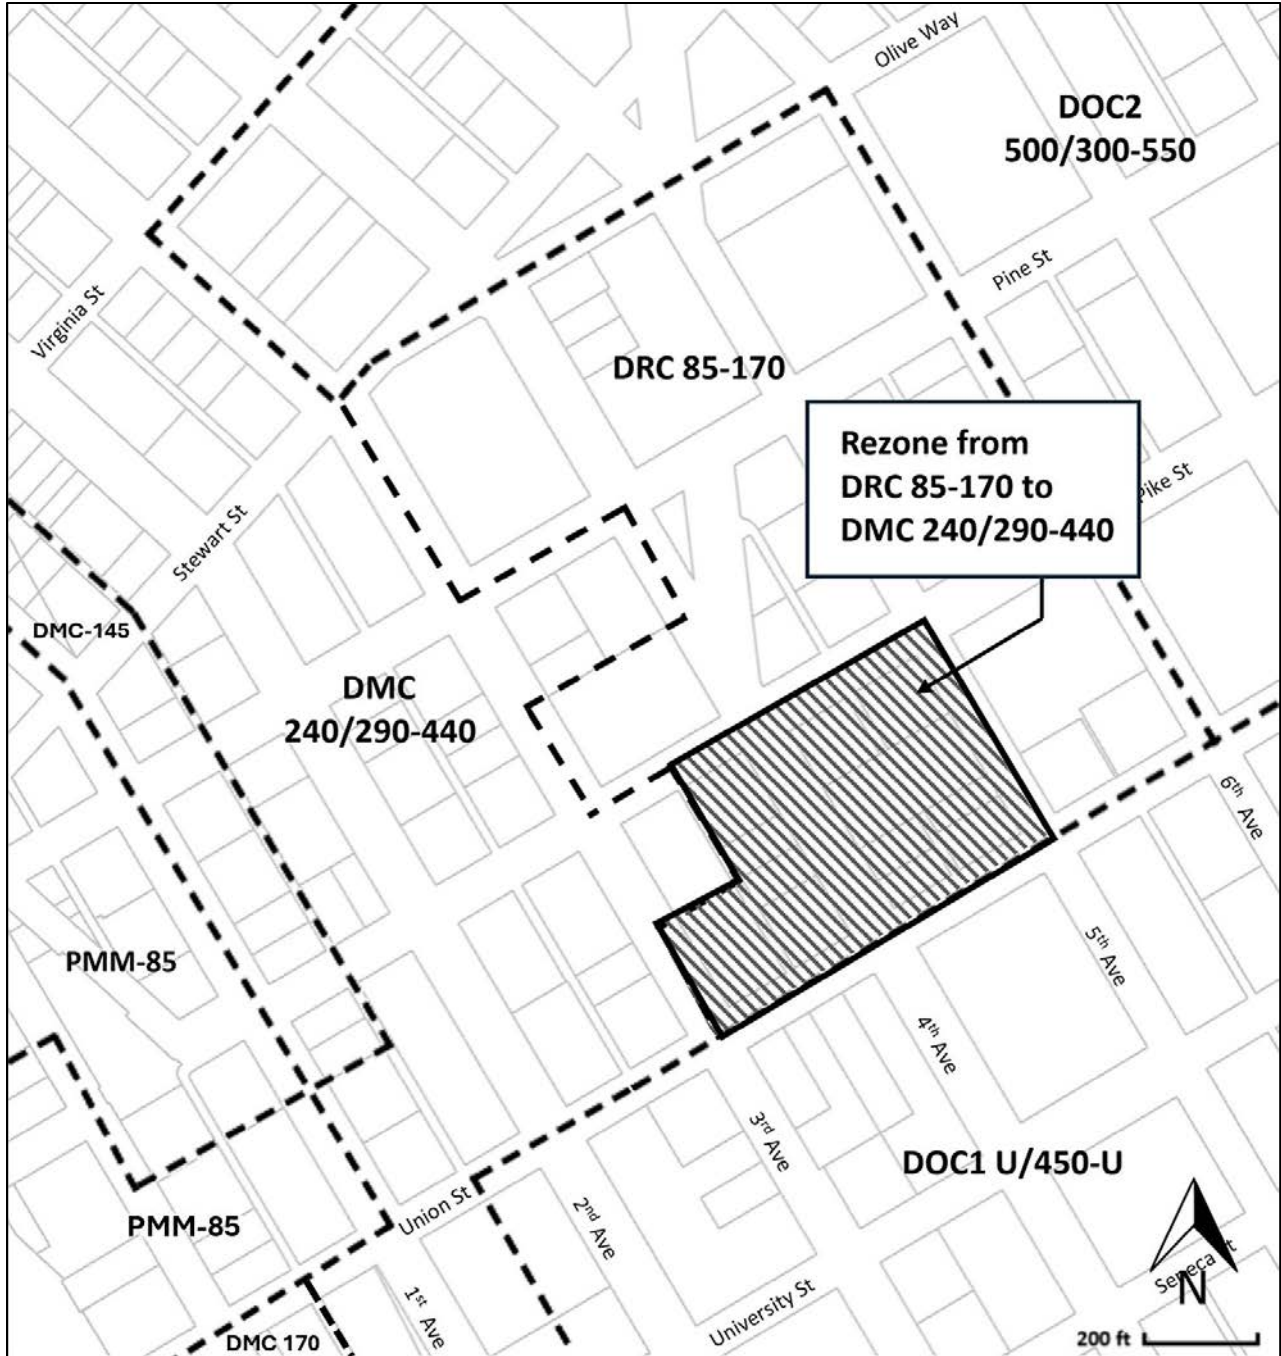 Olive Way
DOC2
500/300-550
Pine St
Virginia St
DRC 85-170
Rezone from
DRC 85-170 to
DMC 240/290-440
Pike St
Stewart St
DMC-145
DMC
240/290-440
6th Ave
PMM-85
5th Ave
4th Ave
3rd Ave
DOC1 U/450-U
Union St
2nd Ave
PMM-85
Seneca St
N
University St
1st Ave
DMC 170
200 ft